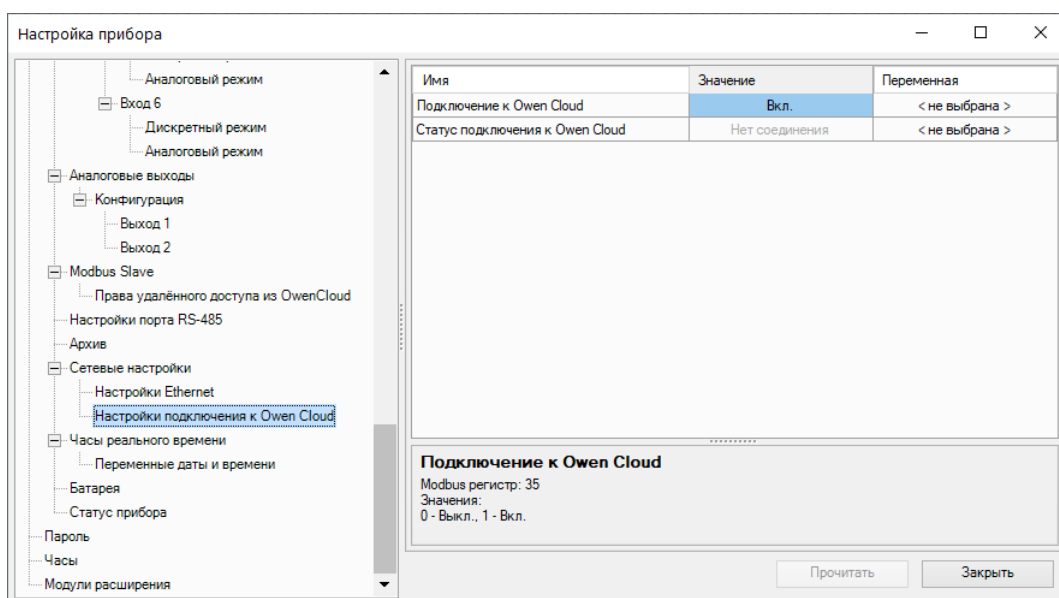 Настройка прибора
Аналоговый режим
Вход 6
Дискретный режим
Аналоговый режим
Аналоговые выходы
Конфигурация
Выход 1
Выход 2
Modbus Slave
Права удалённого доступа из OwenCloud
Настройки порта RS-485
Архив
Сетевые настройки
Настройки Ethernet
Настройки подключения к Owen Cloud
Часы реального времени
Переменные даты и времени
Батарея
Статус прибора
Пароль
Часы
Модули расширения
Имя Значение Переменная
Подключение к Owen Cloud Вкл. < не выбрана >
Статус подключения к Owen Cloud Нет соединения < не выбрана >
Подключение к Owen Cloud
Modbus регистр: 35
Значения:
0 - Выкл., 1 - Вкл.
Прочитать Закрыть